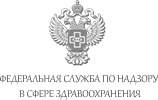 ФЕДЕРАЛЬНАЯ СЛУЖБА ПО НАДЗОРУ
В СФЕРЕ ЗДРАВООХРАНЕНИЯ